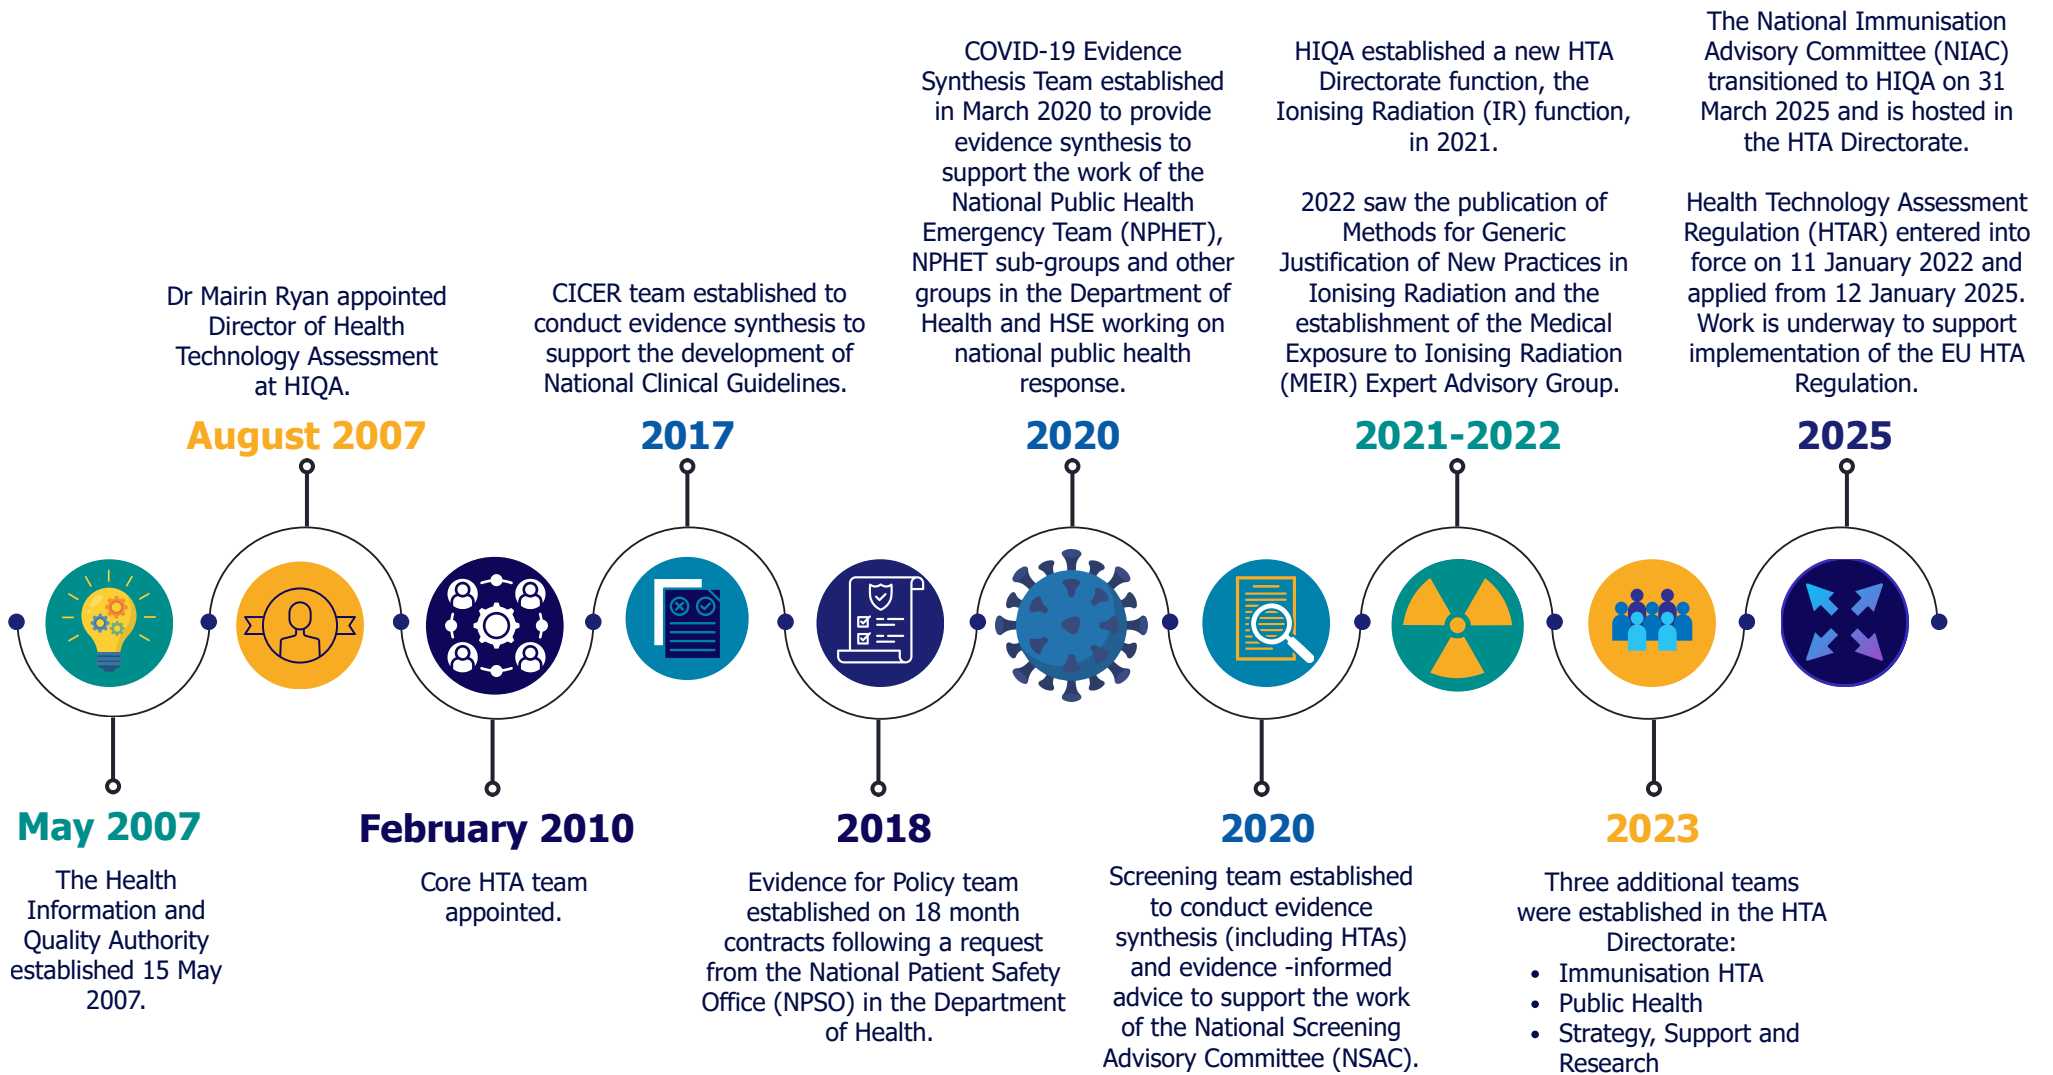 The Health
Information and
Quality Authority
established 15 May
2007.
May 2007
Dr Mairin Ryan appointed
Director of Health
Technology Assessment
at HIQA.
August 2007
February 2010
Core HTA team
appointed.
CICER team established to
conduct evidence synthesis to
support the development of
National Clinical Guidelines.
2017
2018
Evidence for Policy team
established on 18 month
contracts following a request
from the National Patient Safety
Office (NPSO) in the Department
of Health.
COVID-19 Evidence
Synthesis Team established
in March 2020 to provide
evidence synthesis to
support the work of the
National Public Health
Emergency Team (NPHET),
NPHET sub-groups and other
groups in the Department of
Health and HSE working on
national public health
response.
2020
2020
Screening team established
to conduct evidence
synthesis (including HTAs)
and evidence -informed
advice to support the work
of the National Screening
Advisory Committee (NSAC).
HIQA established a new HTA
Directorate function, the
Ionising Radiation (IR) function,
in 2021.
2022 saw the publication of
Methods for Generic
Justification of New Practices in
Ionising Radiation and the
establishment of the Medical
Exposure to Ionising Radiation
(MEIR) Expert Advisory Group.
2021-2022
2023
Three additional teams
were established in the HTA
Directorate:
• Immunisation HTA
• Public Health
• Strategy, Support and
Research
The National Immunisation
Advisory Committee (NIAC)
transitioned to HIQA on 31
March 2025 and is hosted in
the HTA Directorate.
Health Technology Assessment
Regulation (HTAR) entered into
force on 11 January 2022 and
applied from 12 January 2025.
Work is underway to support
implementation of the EU HTA
Regulation.
2025